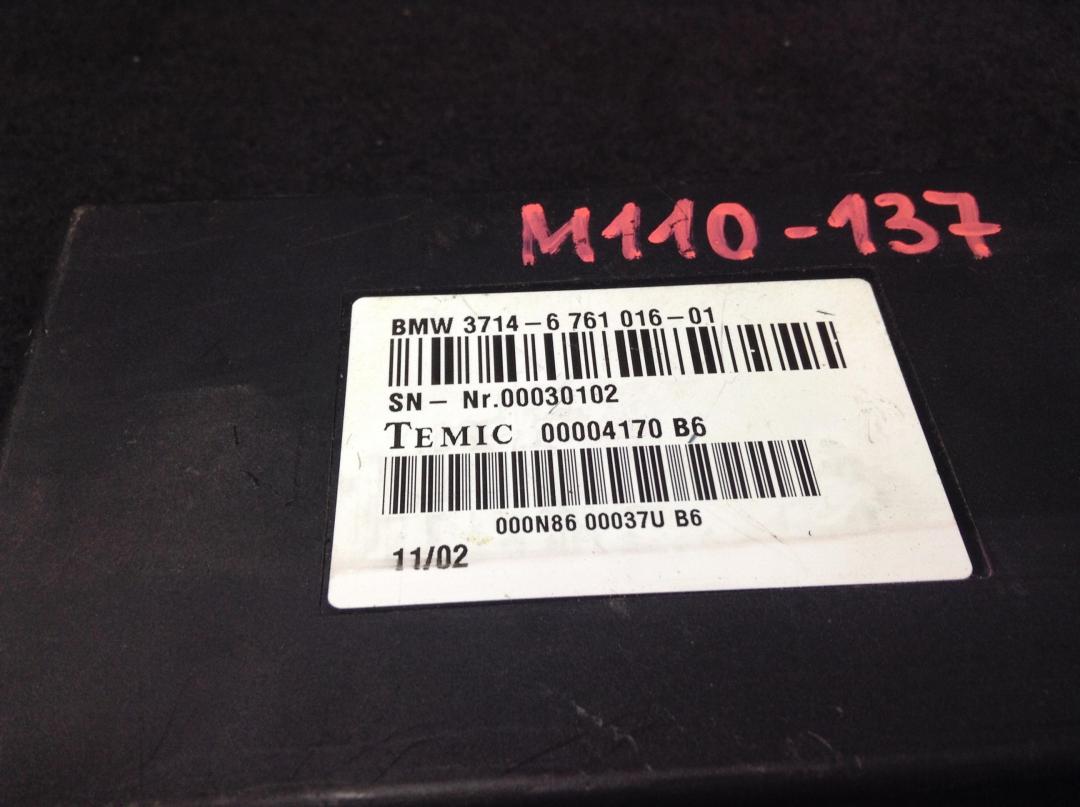 M110-137
BMW 3714-6 761 016-01
SN- Nr.00030102
TEMIC 00004170 B6
000N86 00037U B6
11/02